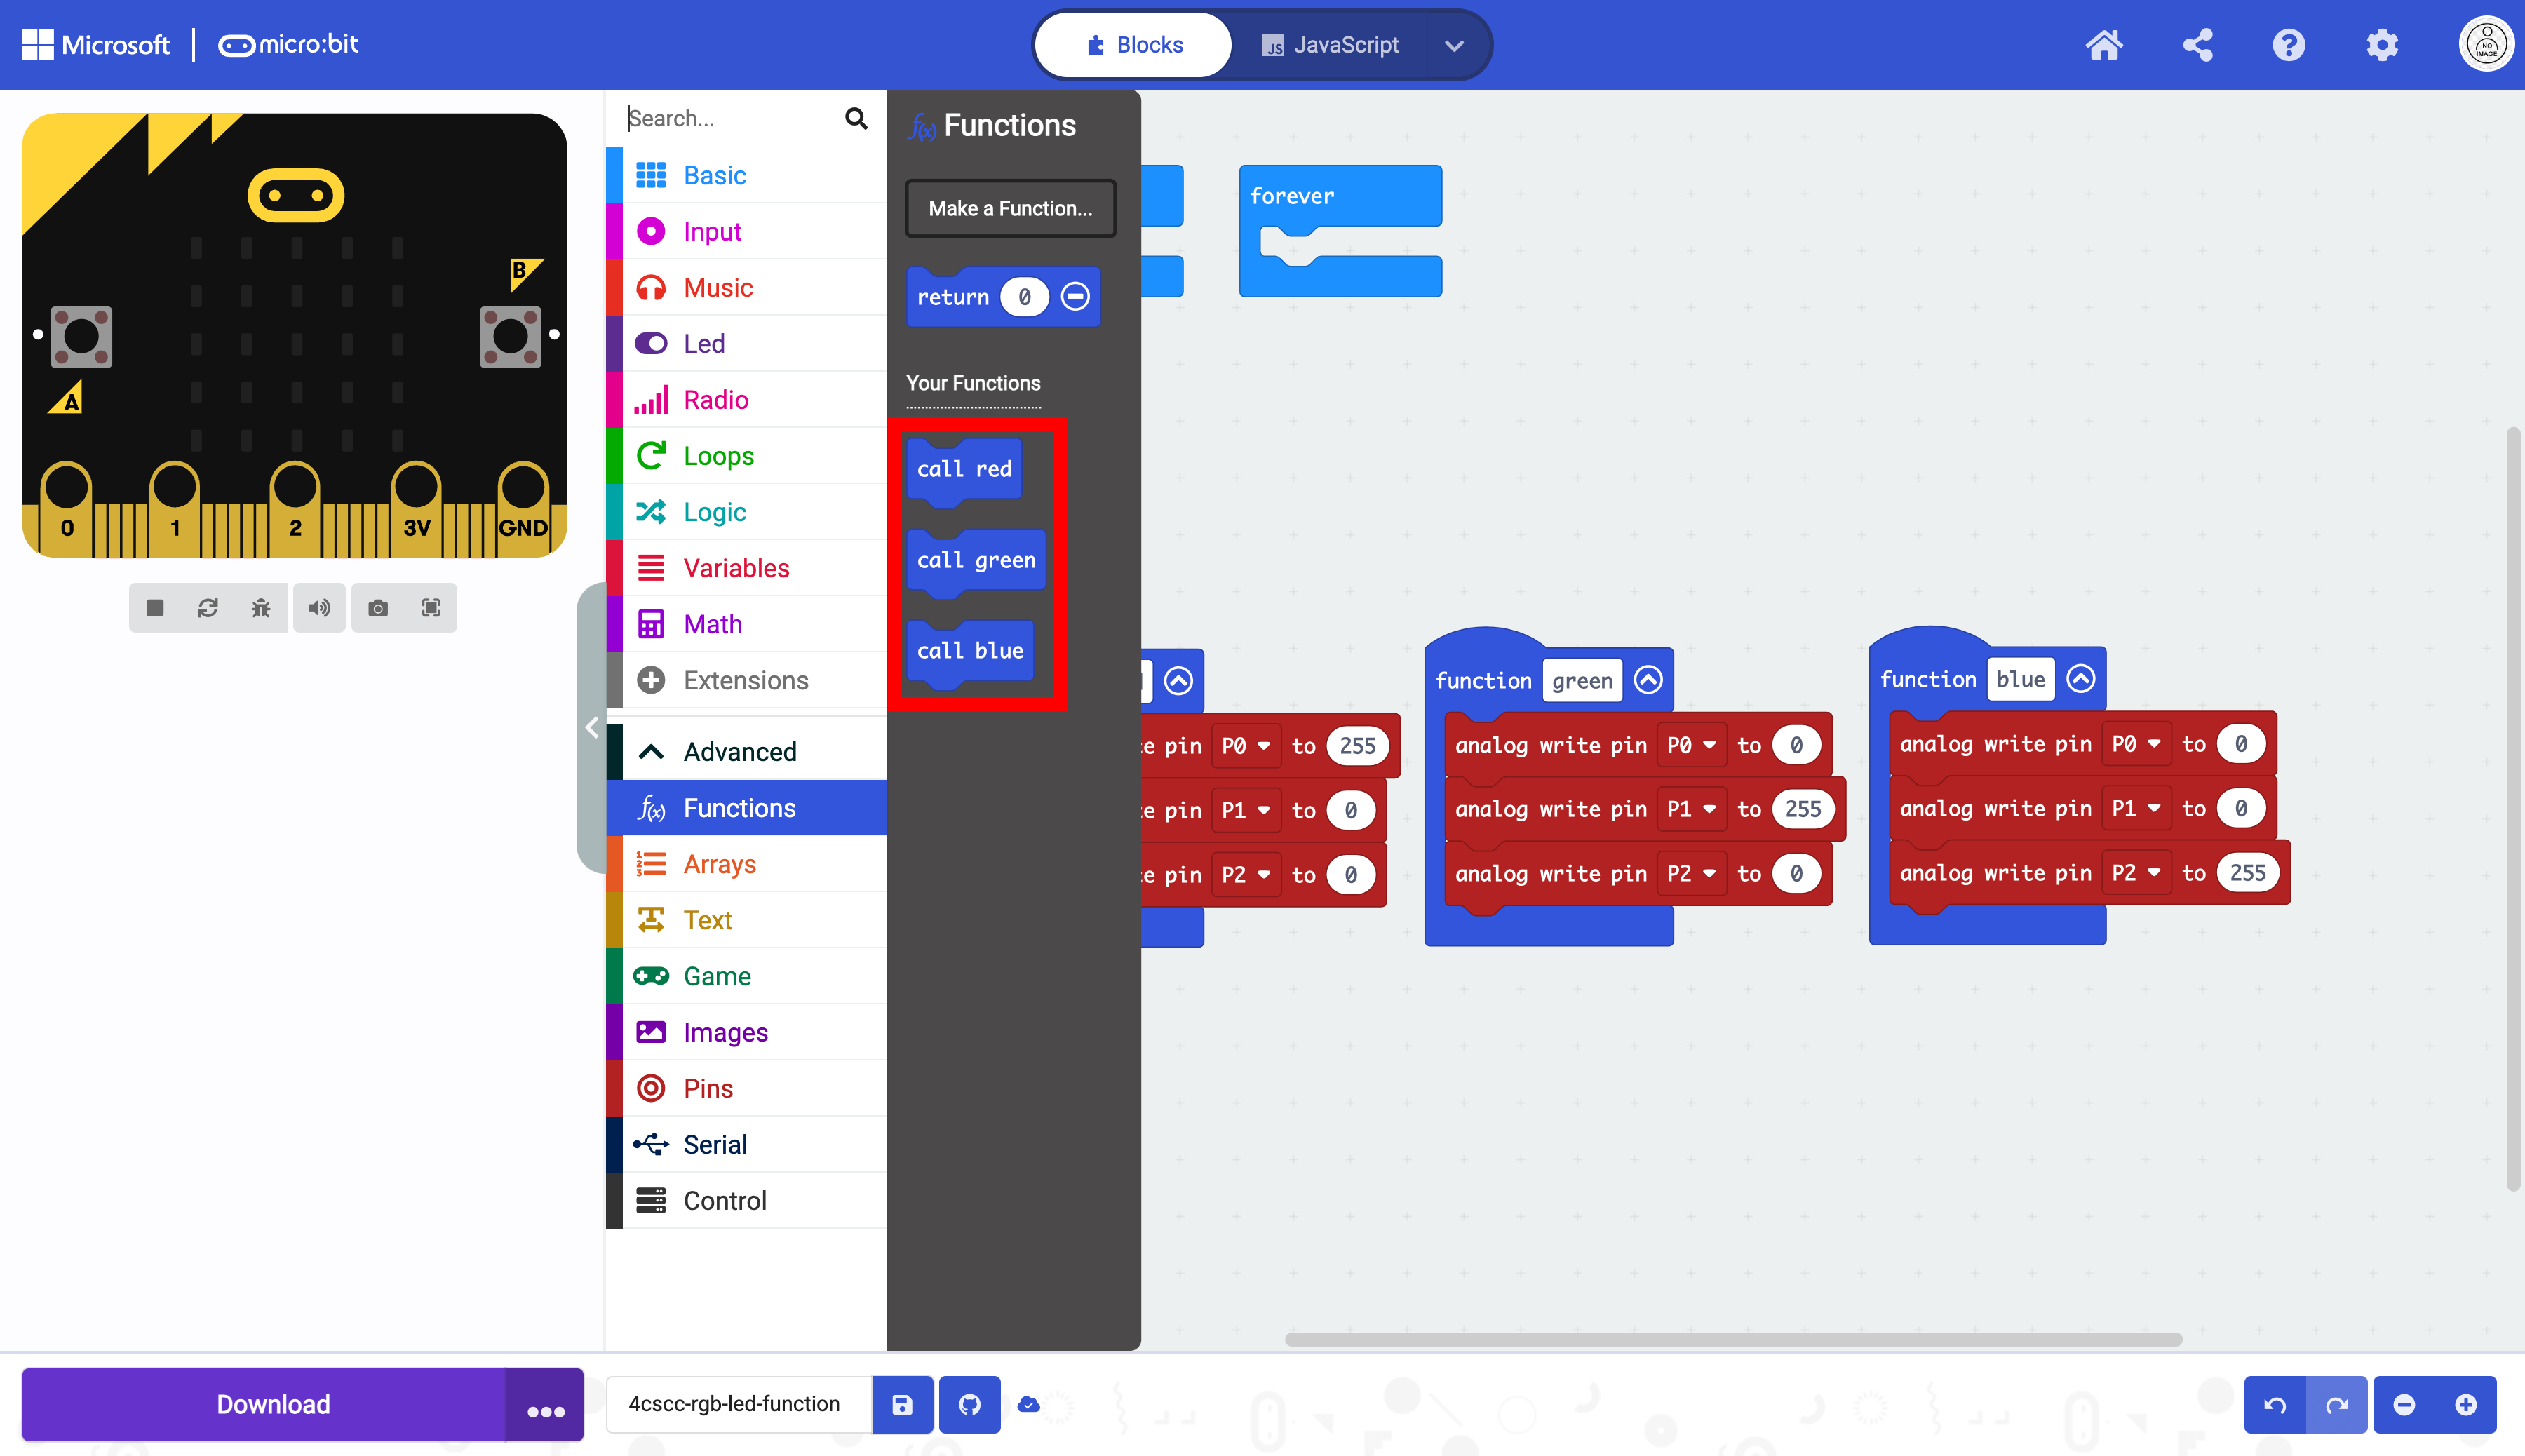 Microsoft | micro:bit
Blocks
JavaScript
NO
IMAGE
B
A
0 1 2 3V GND
Search...
Basic
Input
Music
Led
Radio
Loops
Logic
Variables
Math
Extensions
Advanced
Functions
Arrays
Text
Game
Images
Pins
Serial
Control
f(x) Functions
Make a Function...
return 0
Your Functions
call red
call green
call blue
forever
pin P0 to 255
pin P1 to 0
pin P2 to 0
function green
analog write pin P0 to 0
analog write pin P1 to 255
analog write pin P2 to 0
function blue
analog write pin P0 to 0
analog write pin P1 to 0
analog write pin P2 to 255
Download
4cscc-rgb-led-function